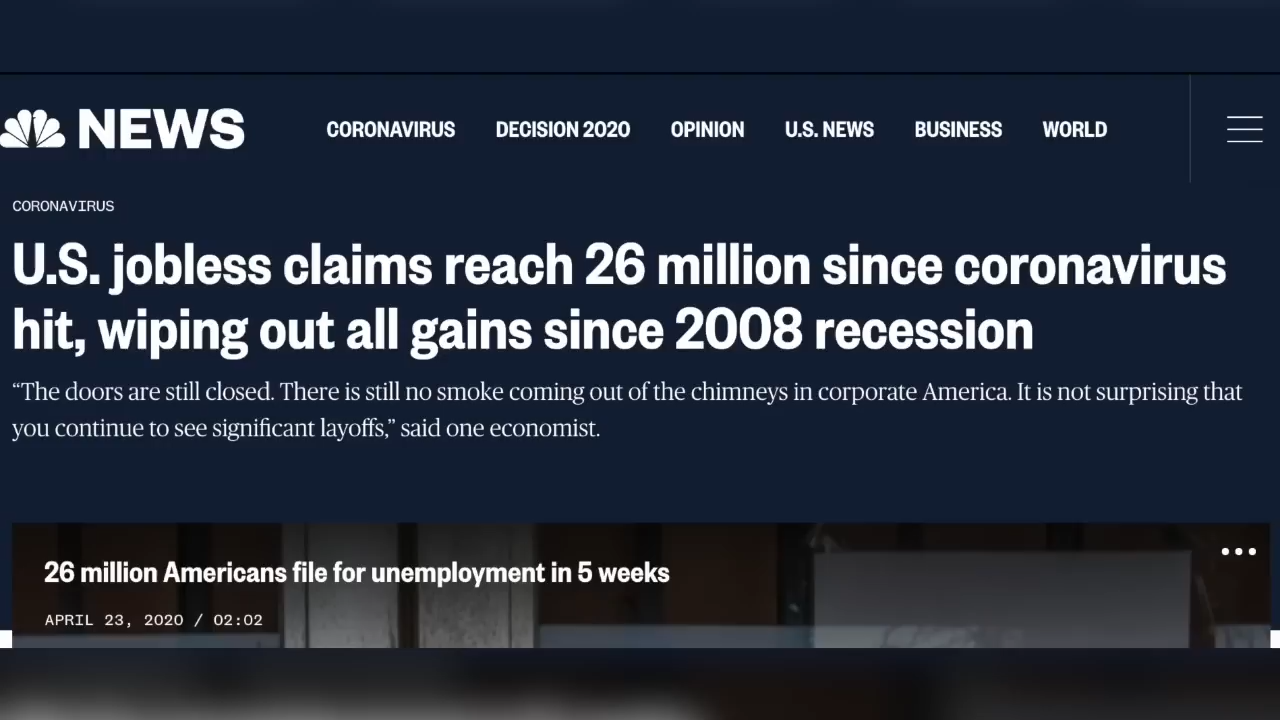 NEWS
CORONAVIRUS DECISION 2020 OPINION U.S. NEWS BUSINESS WORLD
CORONAVIRUS
U.S. jobless claims reach 26 million since coronavirus
hit, wiping out all gains since 2008 recession
“The doors are still closed. There is still no smoke coming out of the chimneys in corporate America. It is not surprising that
you continue to see significant layoffs,” said one economist.
26 million Americans file for unemployment in 5 weeks
APRIL 23, 2020 / 02:02